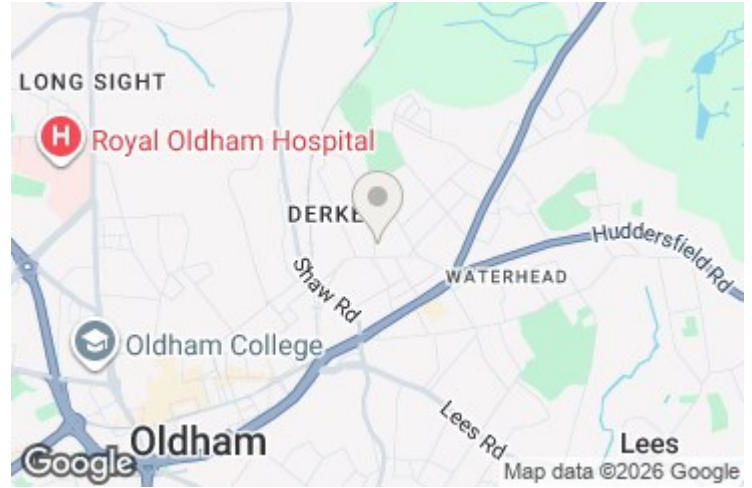 LONG SIGHT
H
Royal Oldham Hospital
DERKE
Shaw Rd
Huddersfield Rd
WATERHEAD
Oldham College
Lees Rd
Oldham
Lees
Google
Map data ©2026 Google